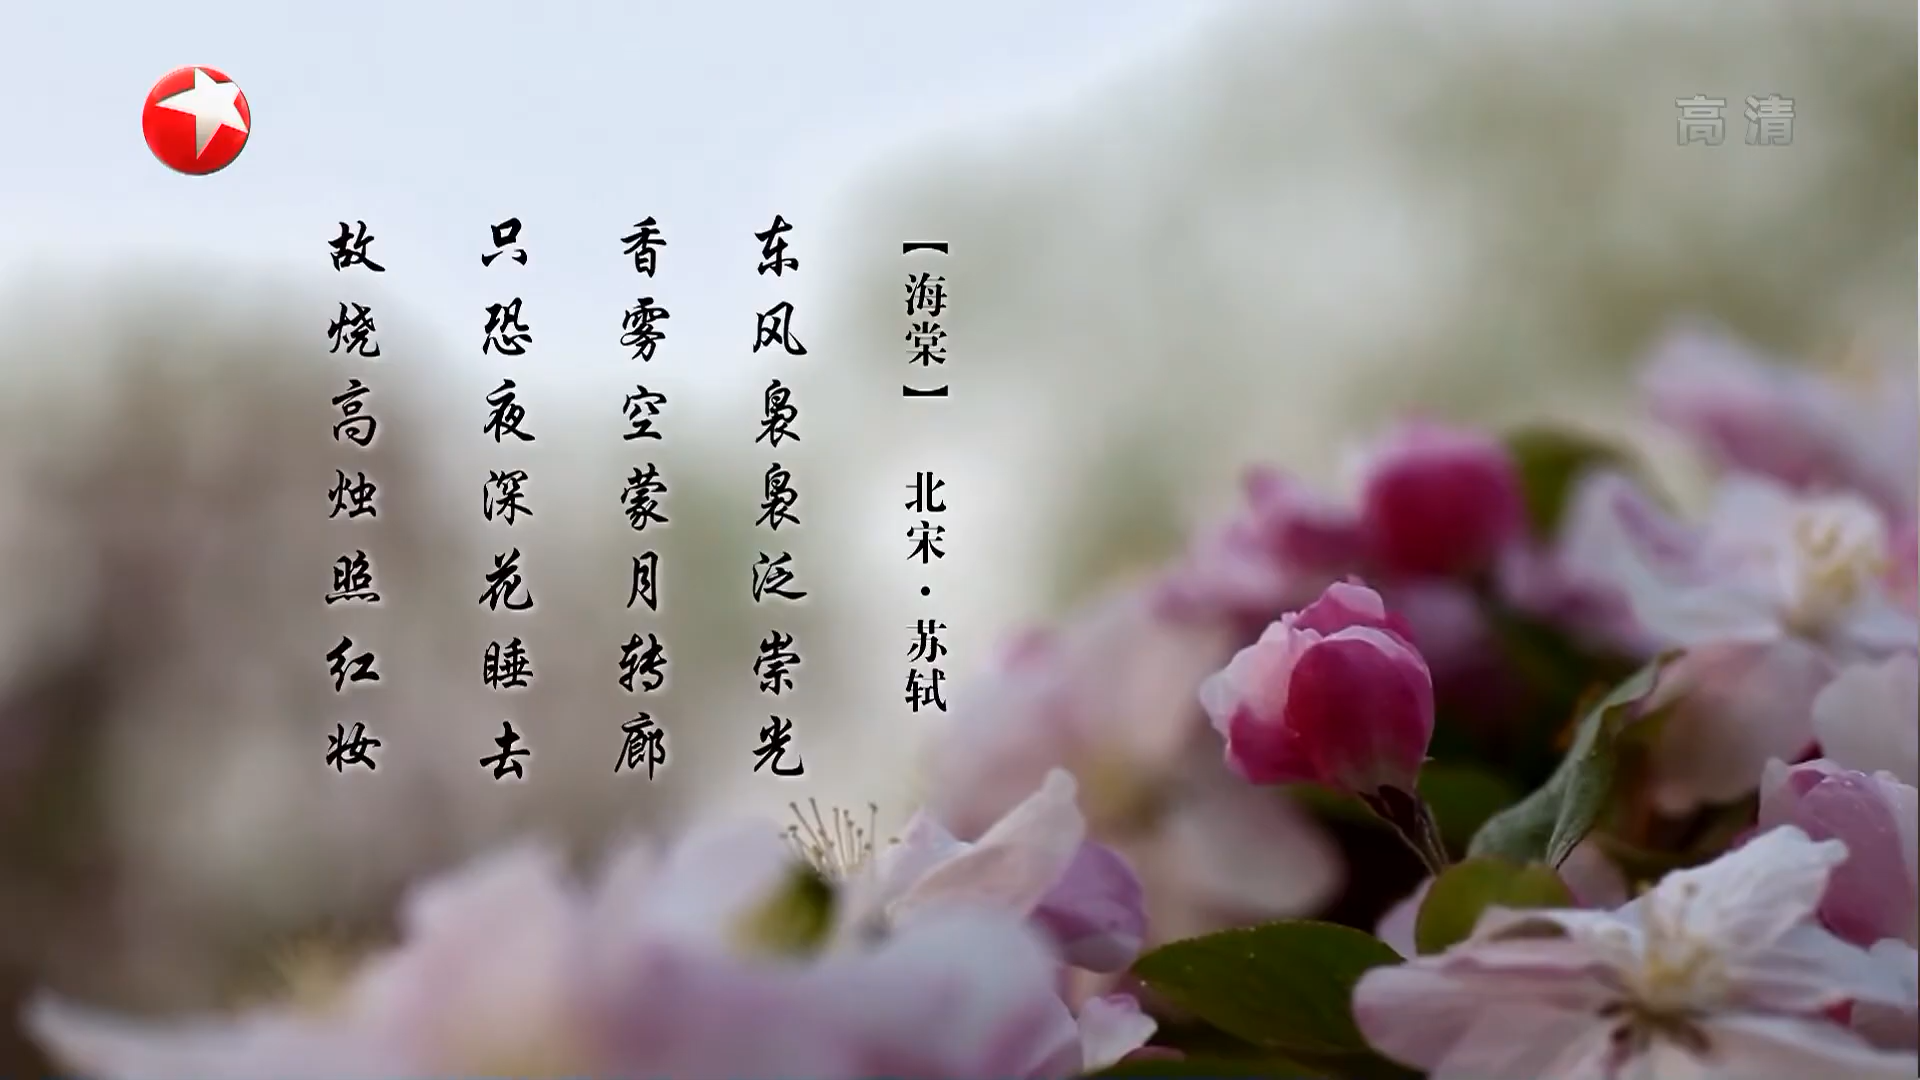 高清
【海棠】 北宋·苏轼
东风袅袅泛崇光
香雾空蒙月转廊
只恐夜深花睡去
故烧高烛照红妆